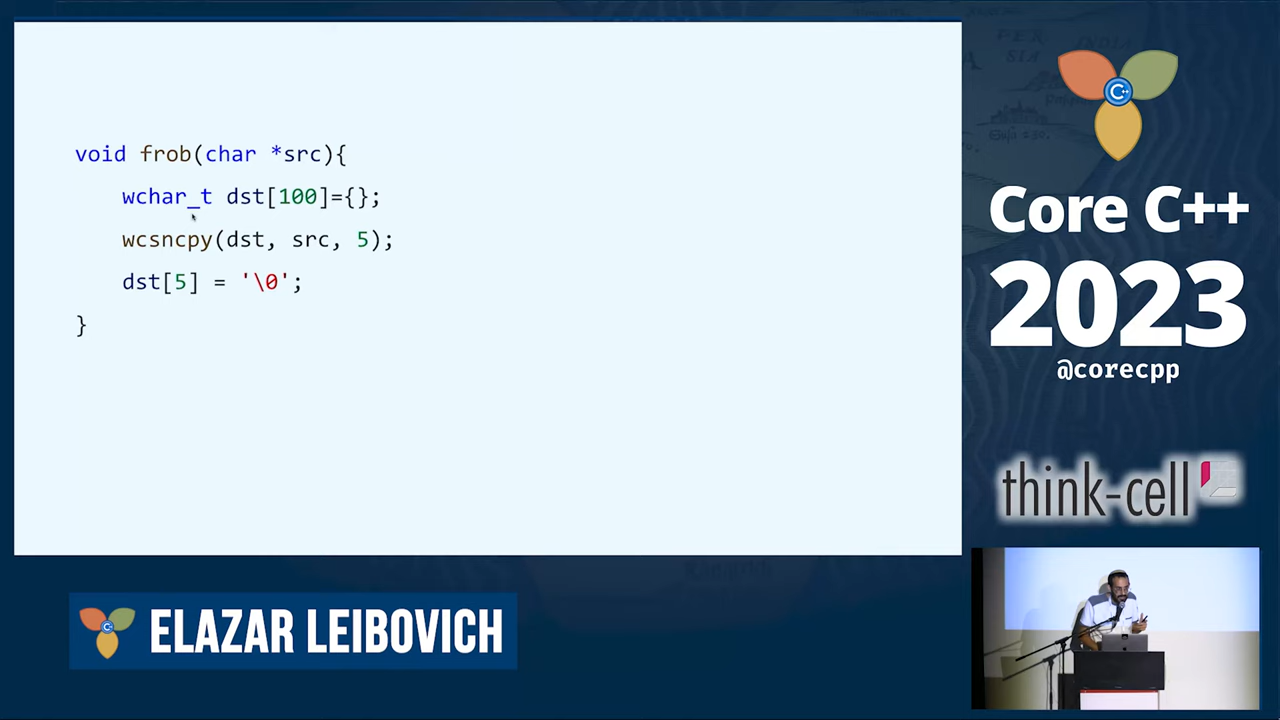 void frob(char *src){
wchar_t dst[100]={};
wcsncpy(dst, src, 5);
dst[5] = '\0';
}
C++
Core C++
2023
@corecpp
think-cell
ELAZAR LEIBOVICH